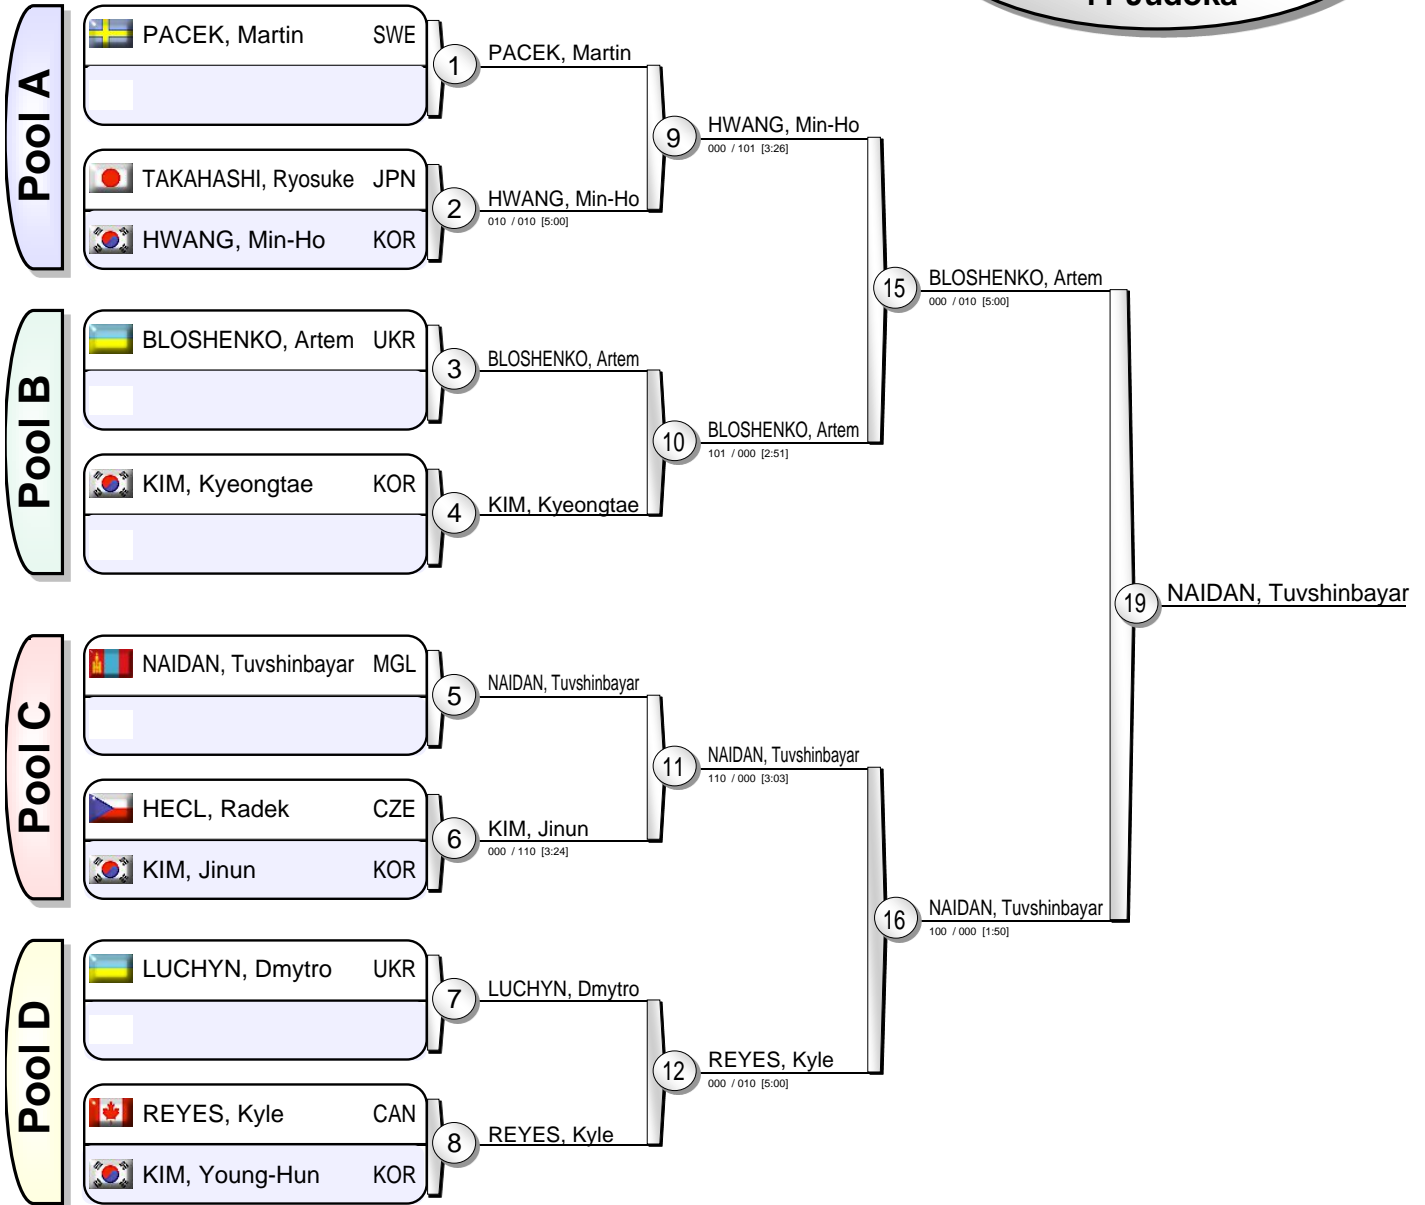 11 Judoka
Pool A
PACEK, Martin SWE
1
PACEK, Martin
TAKAHASHI, Ryosuke JPN
HWANG, Min-Ho KOR
2
HWANG, Min-Ho
010 / 010 [5:00]
9
HWANG, Min-Ho
000 / 101 [3:26]
Pool B
BLOSHENKO, Artem UKR
3
BLOSHENKO, Artem
KIM, Kyeongtae KOR
4
KIM, Kyeongtae
10
BLOSHENKO, Artem
101 / 000 [2:51]
15
BLOSHENKO, Artem
000 / 010 [5:00]
Pool C
NAIDAN, Tuvshinbayar MGL
5
NAIDAN, Tuvshinbayar
HECL, Radek CZE
KIM, Jinun KOR
6
KIM, Jinun
000 / 110 [3:24]
11
NAIDAN, Tuvshinbayar
110 / 000 [3:03]
Pool D
LUCHYN, Dmytro UKR
7
LUCHYN, Dmytro
REYES, Kyle CAN
KIM, Young-Hun KOR
8
REYES, Kyle
12
REYES, Kyle
000 / 010 [5:00]
16
NAIDAN, Tuvshinbayar
100 / 000 [1:50]
19
NAIDAN, Tuvshinbayar